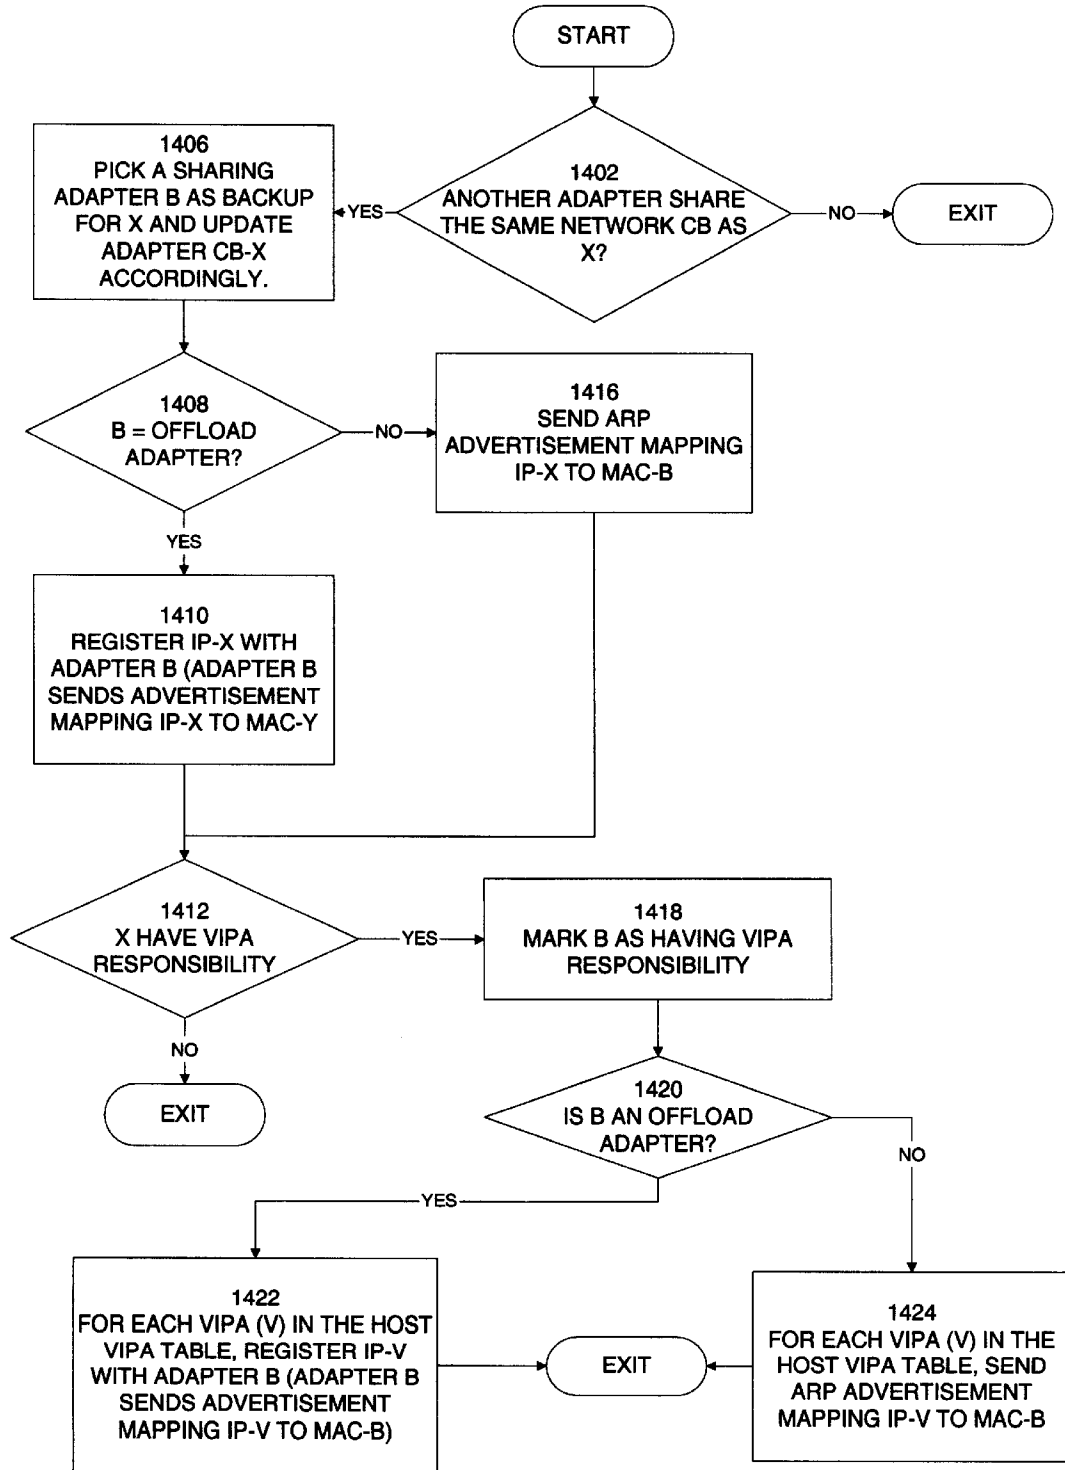 START
1402
ANOTHER ADAPTER SHARE
THE SAME NETWORK CB AS
X?
YES
NO
EXIT
1406
PICK A SHARING
ADAPTER B AS BACKUP
FOR X AND UPDATE
ADAPTER CB-X
ACCORDINGLY.
1408
B = OFFLOAD
ADAPTER?
NO
1416
SEND ARP
ADVERTISEMENT MAPPING
IP-X TO MAC-B
YES
1410
REGISTER IP-X WITH
ADAPTER B (ADAPTER B
SENDS ADVERTISEMENT
MAPPING IP-X TO MAC-Y
1412
X HAVE VIPA
RESPONSIBILITY
YES
1418
MARK B AS HAVING VIPA
RESPONSIBILITY
NO
EXIT
1420
IS B AN OFFLOAD
ADAPTER?
YES
NO
1422
FOR EACH VIPA (V) IN THE HOST
VIPA TABLE, REGISTER IP-V
WITH ADAPTER B (ADAPTER B
SENDS ADVERTISEMENT
MAPPING IP-V TO MAC-B)
EXIT
1424
FOR EACH VIPA (V) IN THE
HOST VIPA TABLE, SEND
ARP ADVERTISEMENT
MAPPING IP-V TO MAC-B